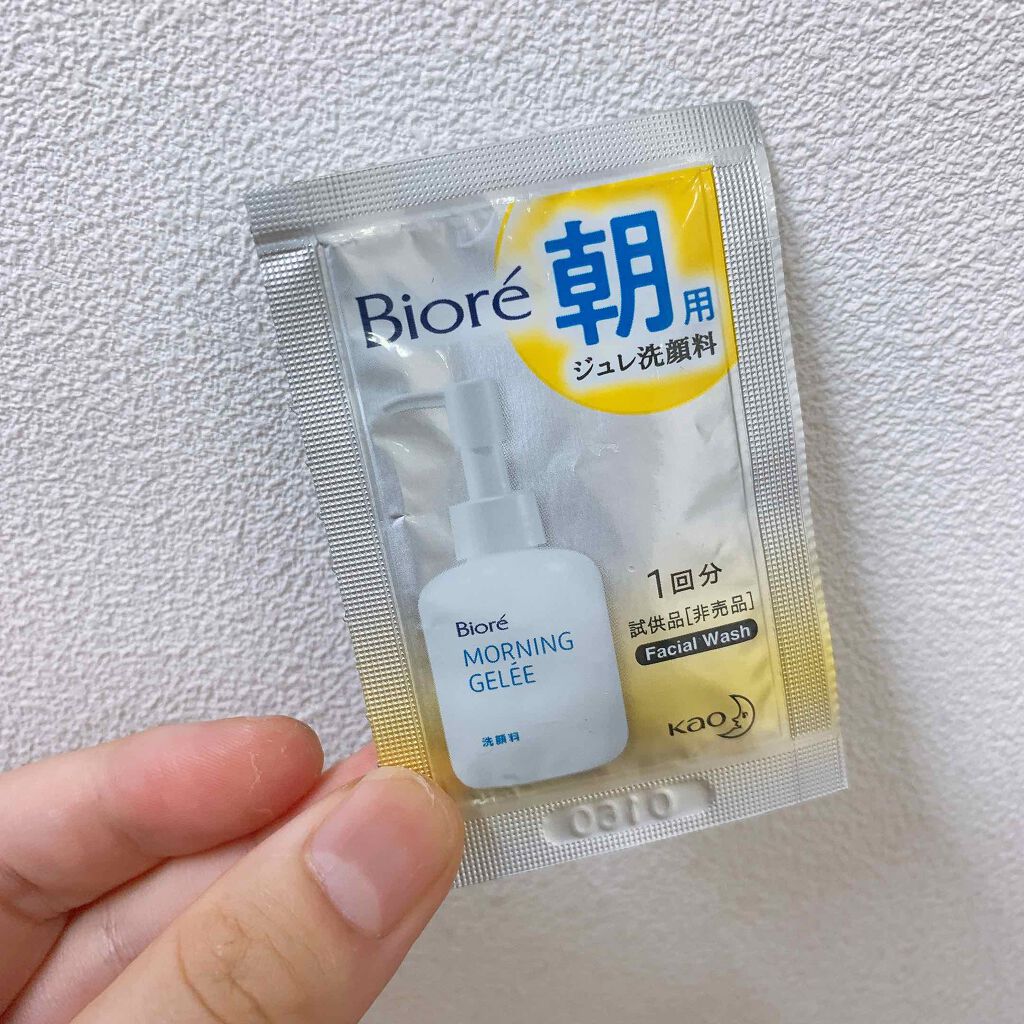 Bioré
朝用
ジュレ洗顔料
Bioré
MORNING
GELÉE
洗顔料
1回分
試供品[非売品]
Facial Wash
Kao
0310